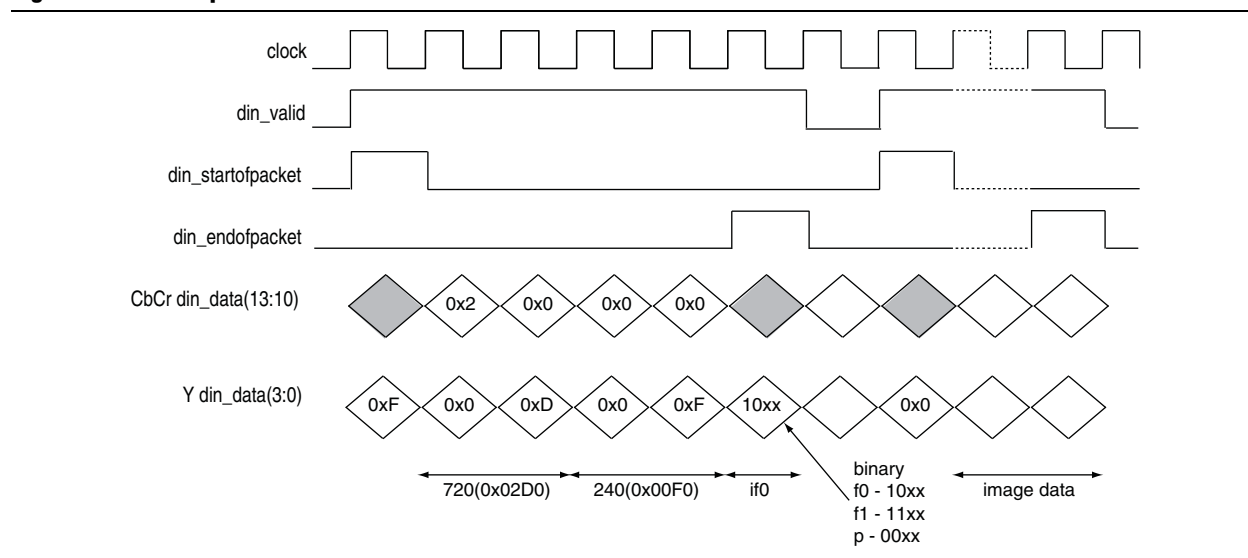 clock
din_valid
din_startofpacket
din_endofpacket
CbCr din_data(13:10)
0x2 0x0 0x0 0x0
Y din_data(3:0)
0xF 0x0 0xD 0x0 0xF 10xx 0x0
720(0x02D0) 240(0x00F0) if0
binary
f0 - 10xx
f1 - 11xx
p - 00xx
image data